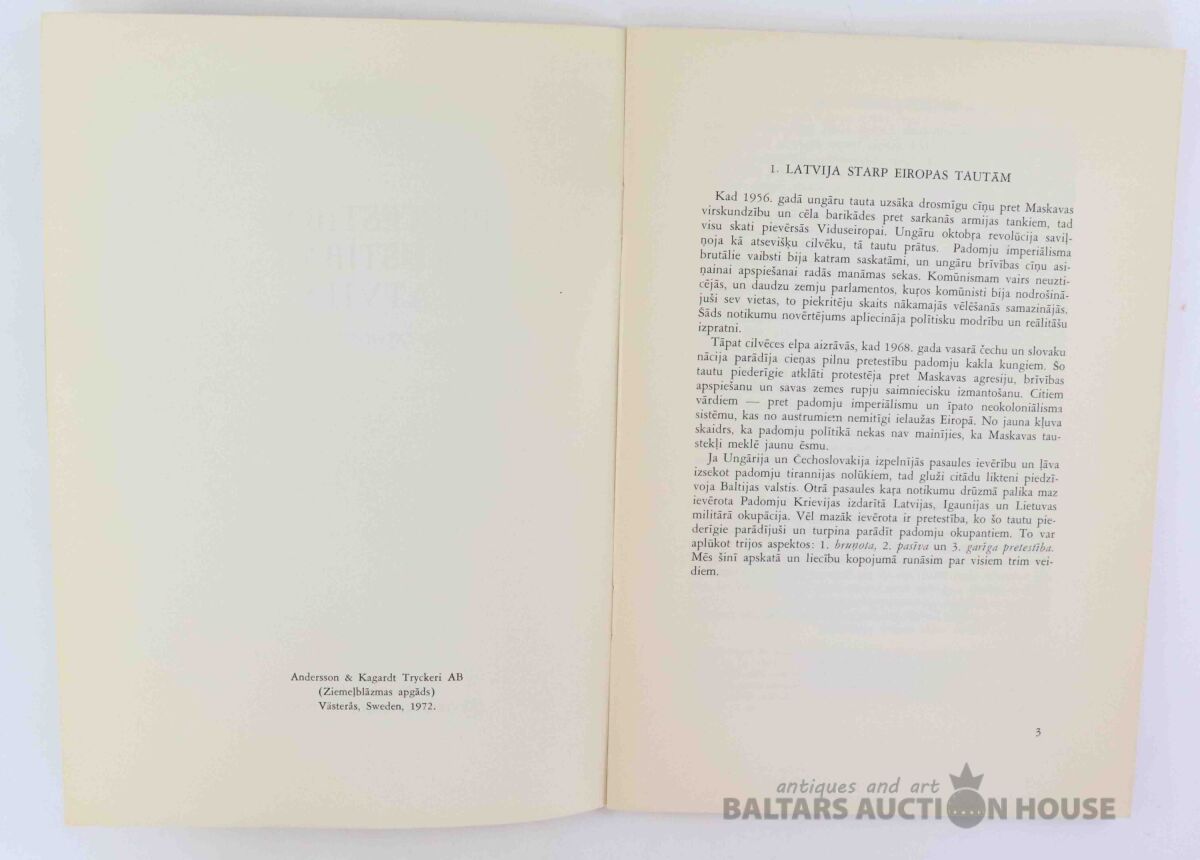 Andersson & Kagardt Tryckeri AB
(Ziemeļblāzmas apgāds)
Västerås, Sweden, 1972.
1. LATVIJA STARP EIROPAS TAUTĀM
Kad 1956. gadā ungāru tauta uzsāka drosmīgu cīņu pret Maskavas
virskundzību un cēla barikādes pret sarkanās armijas tankiem, tad
visu skati pievērsās Viduseiropai. Ungāru oktobŗa revolūcija saviļ-
ņoja kā atsevišķu cilvēku, tā tautu prātus. Padomju imperiālisma
brutālie vaibsti bija katram saskatāmi, un ungāru brīvības cīņu asi-
ņainai apspiešanai radās manāmas sekas. Komūnismam vairs neuzti-
cējās, un daudzu zemju parlamentos, kuŗos komūnisti bija nodrošinā-
juši sev vietas, to piekritēju skaits nākamajās vēlēšanās samazinājās.
Šāds notikumu novērtējums apliecināja polītisku modrību un reālitāšu
izpratni.
Tāpat cilvēces elpa aizrāvās, kad 1968. gada vasarā čechu un slovaku
nācija parādīja cieņas pilnu pretestību padomju kakla kungiem. Šo
tautu piederīgie atklāti protestēja pret Maskavas agresiju, brīvības
apspiešanu un savas zemes rupju saimniecisku izmantošanu. Citiem
vārdiem — pret padomju imperiālismu un īpato neokoloniālisma
sistēmu, kas no austrumiem nemitīgi ielaužas Eiropā. No jauna kļuva
skaidrs, ka padomju polītikā nekas nav mainījies, ka Maskavas tau-
stekļi meklē jaunu ēsmu.
Ja Ungārija un Čechoslovakija izpelnījās pasaules ievērību un ļāva
izsekot padomju tirannijas nolūkiem, tad gluži citādu likteni piedzī-
voja Baltijas valstis. Otrā pasaules kaŗa notikumu drūzmā palika maz
ievērota Padomju Krievijas izdarītā Latvijas, Igaunijas un Lietuvas
militārā okupācija. Vēl mazāk ievērota ir pretestība, ko šo tautu pie-
derīgie parādījuši un turpina parādīt padomju okupantiem. To var
aplūkot trijos aspektos: 1. bruņota, 2. pasīva un 3. garīga pretestība.
Mēs šinī apskatā un liecību kopojumā runāsim par visiem trim vei-
diem.
3
antiques and art
BALTARS AUCTION HOUSE